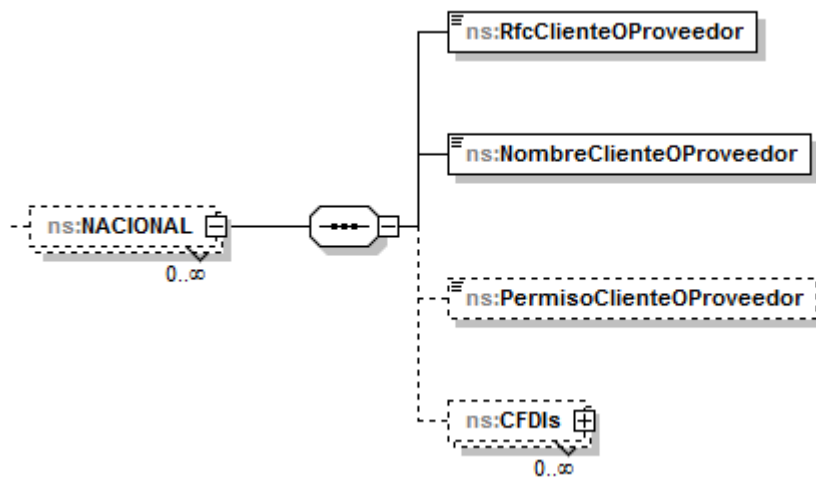 ns:RfcClienteOProveedor
ns:NombreClienteOProveedor
ns:NACIONAL
0..∞
ns:PermisoClienteOProveedor
ns:CFDIs
0..∞